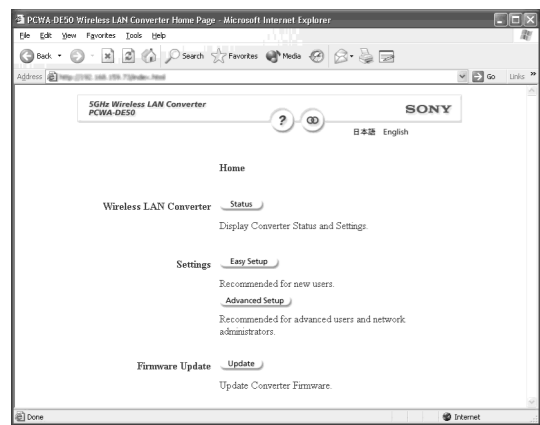 PCWA-DE50 Wireless LAN Converter Home Page - Microsoft Internet Explorer
File Edit View Favorites Tools Help
Back Search Favorites Media
Address Go Links »
5GHz Wireless LAN Converter
PCWA-DE50
? SONY
日本語 English
Home
Wireless LAN Converter Status
Display Converter Status and Settings.
Settings Easy Setup
Recommended for new users.
Advanced Setup
Recommended for advanced users and network
administrators.
Firmware Update Update
Update Converter Firmware.
Done Internet